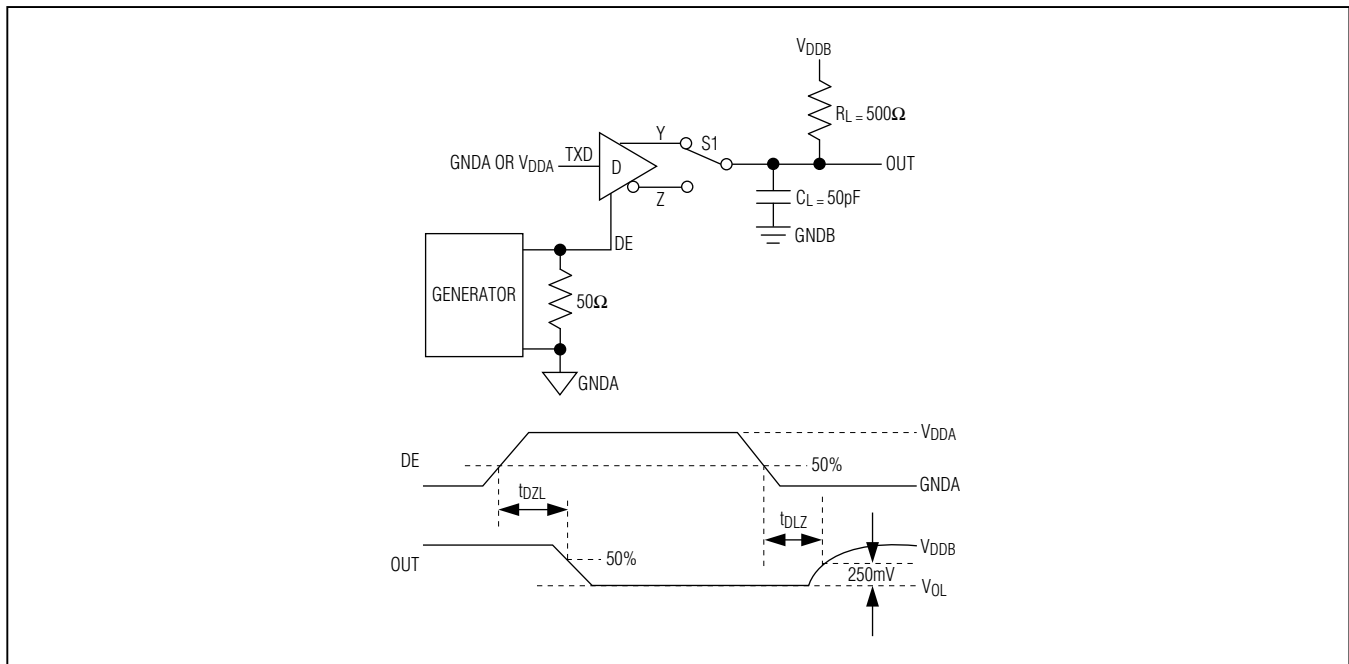 VDDB
RL = 500Ω
Y
S1
GNDA OR VDDA
TXD
D
OUT
Z
CL = 50pF
GNDB
DE
GENERATOR
50Ω
GNDA
VDDA
DE
50%
GNDA
tDZL
tDLZ
VDDB
OUT
50%
250mV
VOL